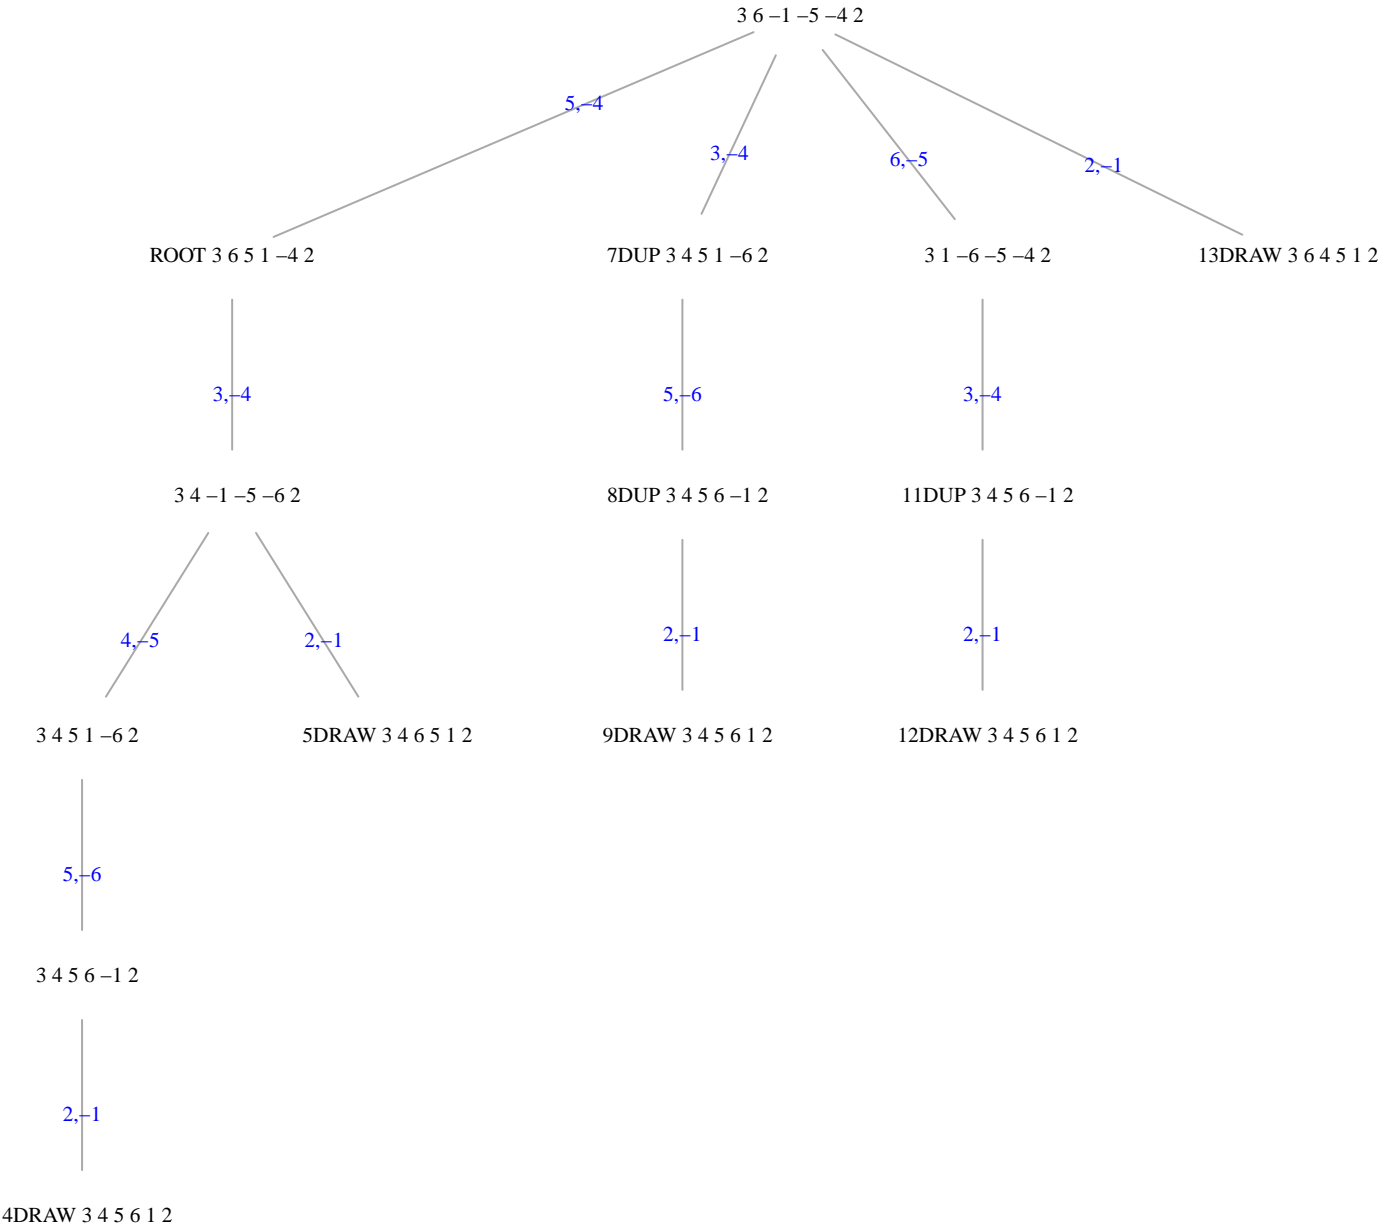 3 6 –1 –5 –4 2
5,–4
3,–4
6,–5
2,–1
ROOT 3 6 5 1 –4 2
7DUP 3 4 5 1 –6 2
3 1 –6 –5 –4 2
13DRAW 3 6 4 5 1 2
3,–4
5,–6
3,–4
3 4 –1 –5 –6 2
8DUP 3 4 5 6 –1 2
11DUP 3 4 5 6 –1 2
4,–5
2,–1
2,–1
2,–1
3 4 5 1 –6 2
5DRAW 3 4 6 5 1 2
9DRAW 3 4 5 6 1 2
12DRAW 3 4 5 6 1 2
5,–6
3 4 5 6 –1 2
2,–1
4DRAW 3 4 5 6 1 2